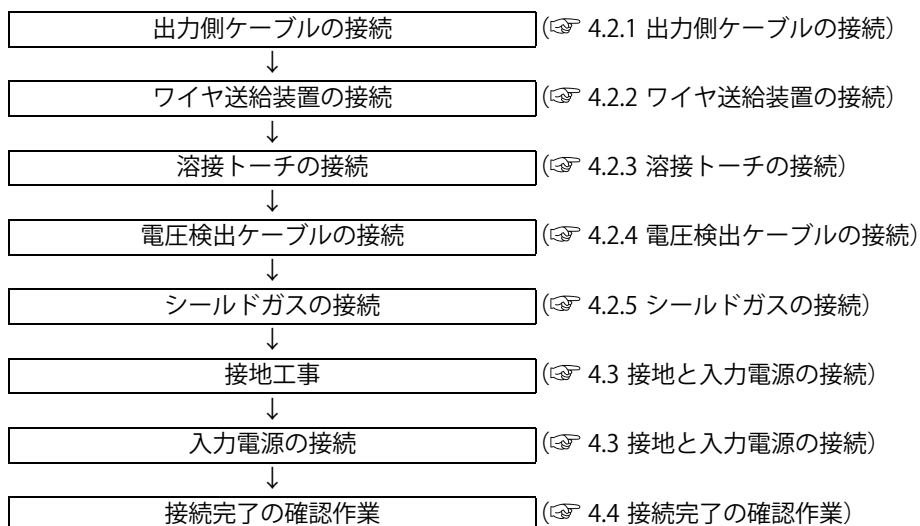 出力側ケーブルの接続 (☞ 4.2.1 出力側ケーブルの接続)
↓
ワイヤ送給装置の接続 (☞ 4.2.2 ワイヤ送給装置の接続)
↓
溶接トーチの接続 (☞ 4.2.3 溶接トーチの接続)
↓
電圧検出ケーブルの接続 (☞ 4.2.4 電圧検出ケーブルの接続)
↓
シールドガスの接続 (☞ 4.2.5 シールドガスの接続)
↓
接地工事 (☞ 4.3 接地と入力電源の接続)
↓
入力電源の接続 (☞ 4.3 接地と入力電源の接続)
↓
接続完了の確認作業 (☞ 4.4 接続完了の確認作業)